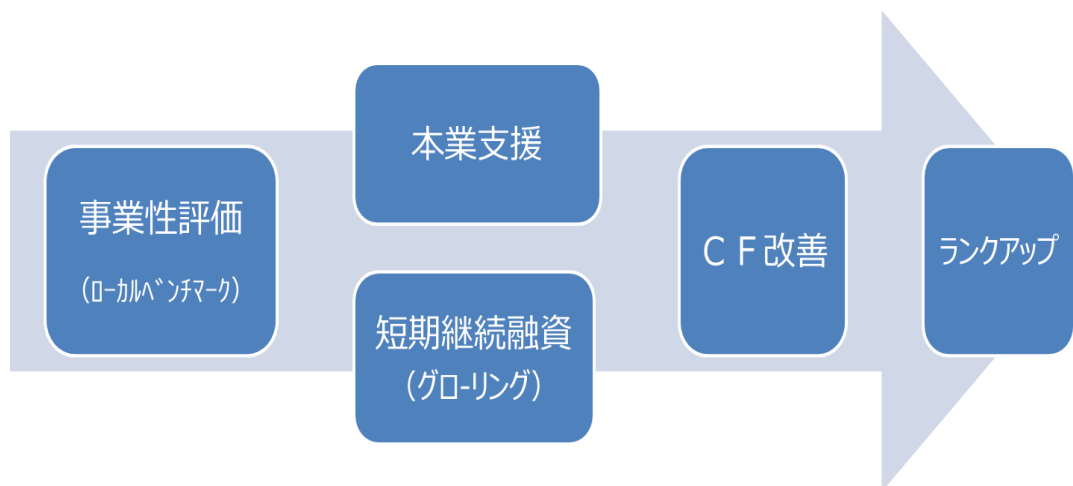 事業性評価
（ﾛｰｶﾙﾍﾞﾝﾁﾏｰｸ）
本業支援
短期継続融資
（グローリング）
ＣＦ改善
ランクアップ